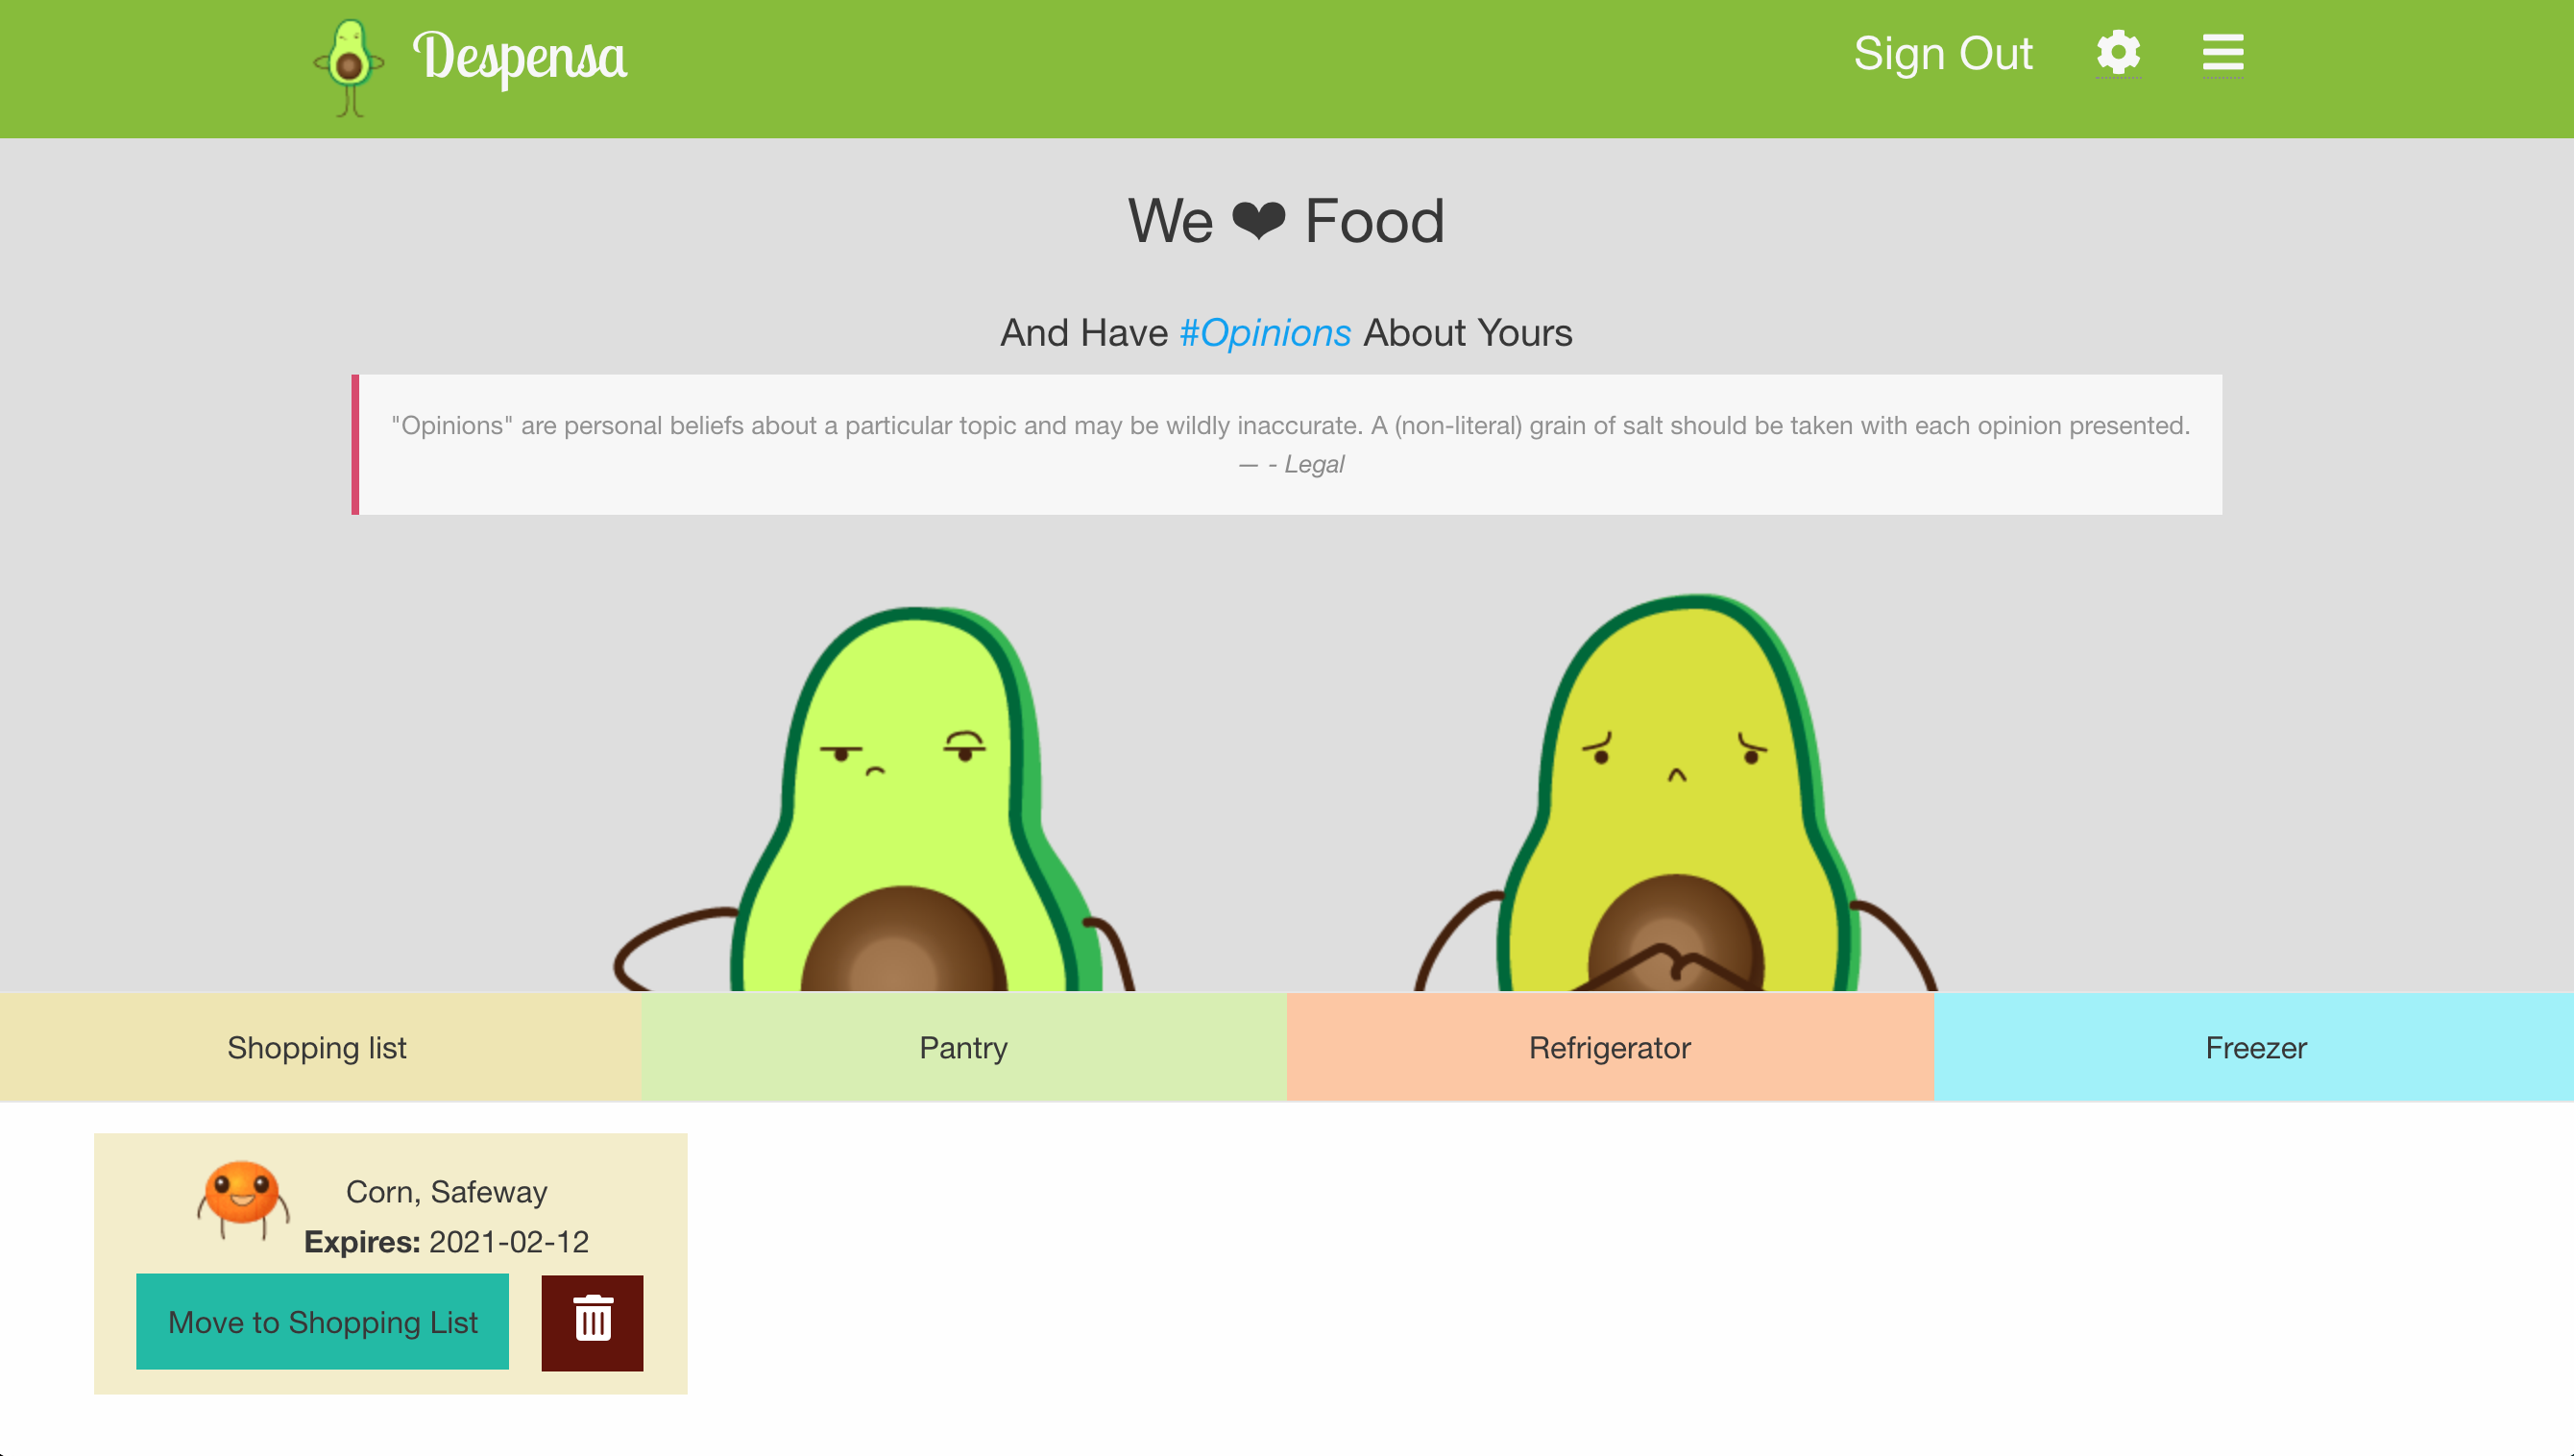 Despensa
Sign Out
We ❤ Food
And Have #Opinions About Yours
"Opinions" are personal beliefs about a particular topic and may be wildly inaccurate. A (non-literal) grain of salt should be taken with each opinion presented.
— - Legal
Shopping list
Pantry
Refrigerator
Freezer
Corn, Safeway
Expires: 2021-02-12
Move to Shopping List